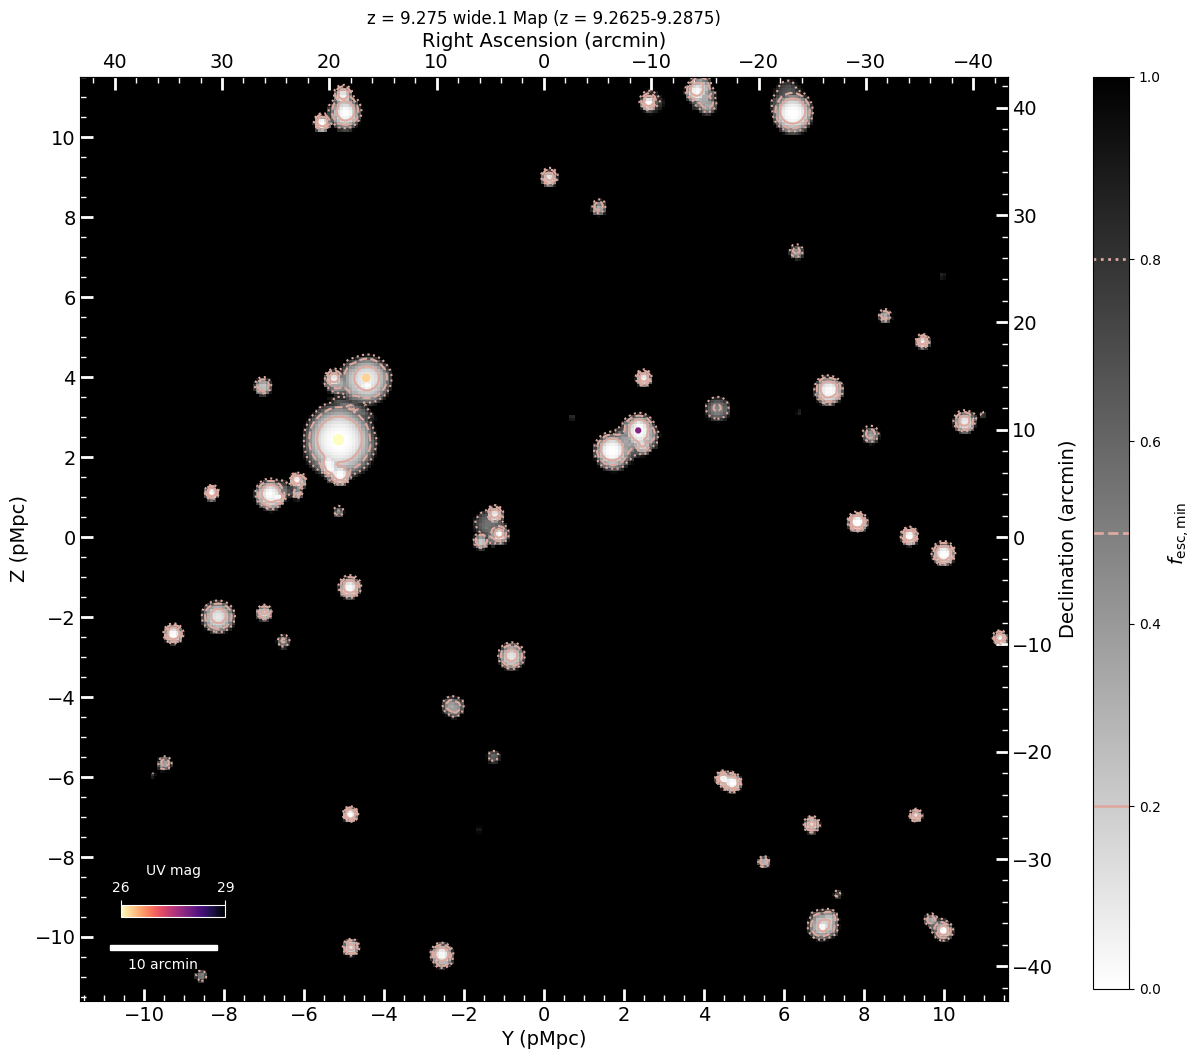 z = 9.275 wide.1 Map (z = 9.2625-9.2875)
Right Ascension (arcmin)
40 30 20 10 0 −10 −20 −30 −40
10
8
6
4
2
0
−2
−4
−6
−8
−10
Z (pMpc)
40
30
20
10
0
−10
−20
−30
−40
Declination (arcmin)
1.0
0.8
0.6
0.4
0.2
0.0
fesc,min
UV mag
26 29
10 arcmin
−10 −8 −6 −4 −2 0 2 4 6 8 10
Y (pMpc)